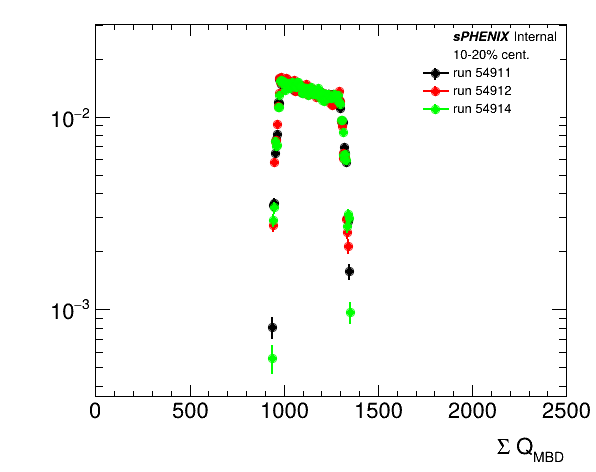 sPHENIX Internal
10-20% cent.
run 54911
run 54912
run 54914
10⁻²
10⁻³
0 500 1000 1500 2000 2500
Σ Q_MBD